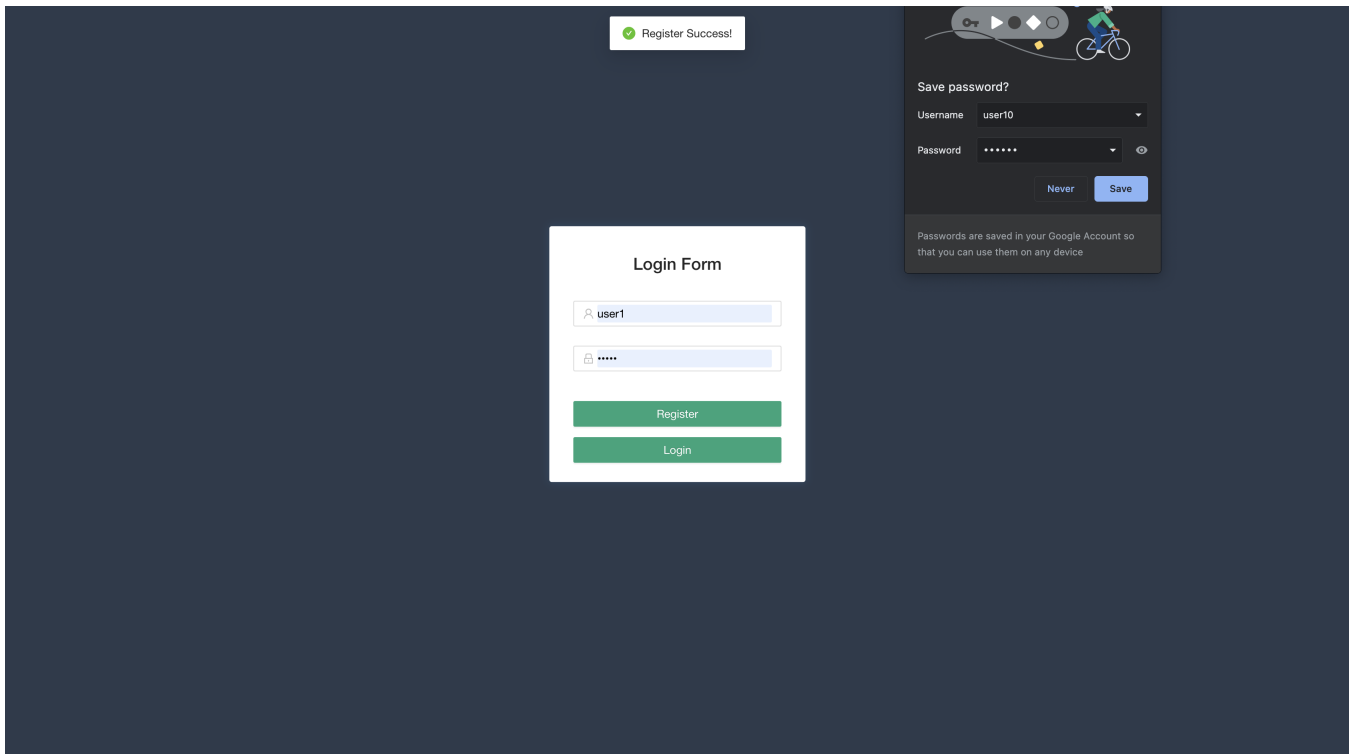 Register Success!
Save password?
Username user10
Password ••••••
Never Save
Passwords are saved in your Google Account so
that you can use them on any device
Login Form
user1
•••••
Register
Login